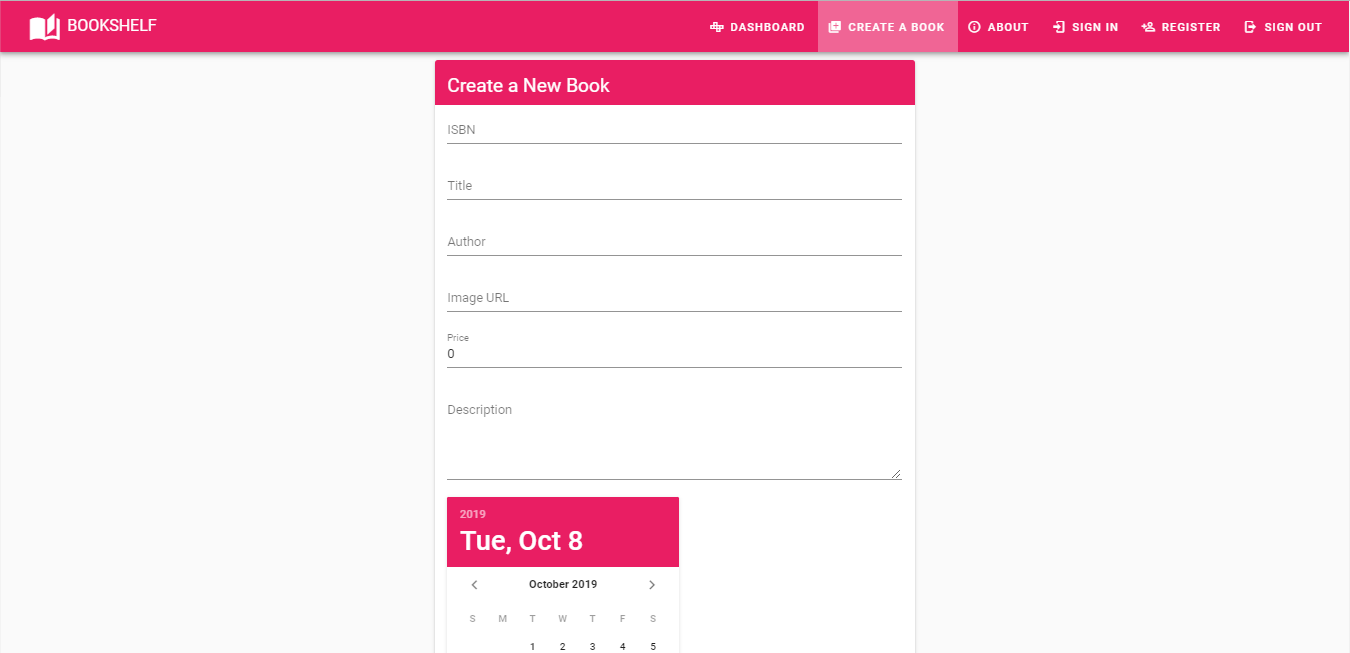 BOOKSHELF
DASHBOARD CREATE A BOOK ABOUT SIGN IN REGISTER SIGN OUT
Create a New Book
ISBN
Title
Author
Image URL
Price
0
Description
2019
Tue, Oct 8
October 2019
S M T W T F S
1 2 3 4 5